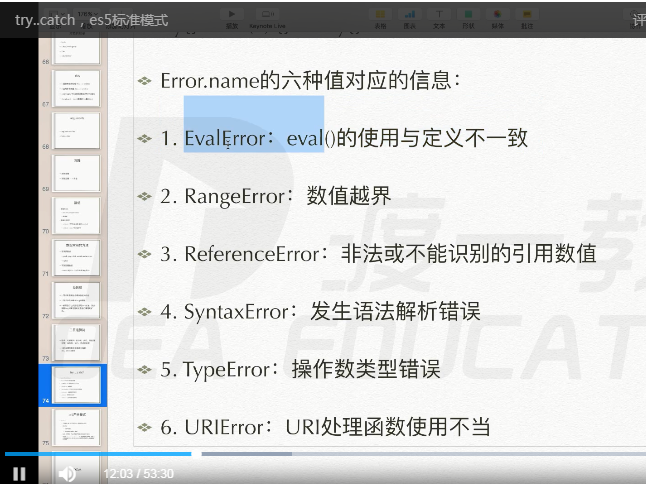 try..catch，es5标准模式
评
Error.name的六种值对应的信息：
1. EvalError：eval()的使用与定义不一致
2. RangeError：数值越界
3. ReferenceError：非法或不能识别的引用数值
4. SyntaxError：发生语法解析错误
5. TypeError：操作数类型错误
6. URIError：URI处理函数使用不当
度一教
EDUCAT
66
67
68
69
70
71
72
73
74
75
12:03 / 53:30